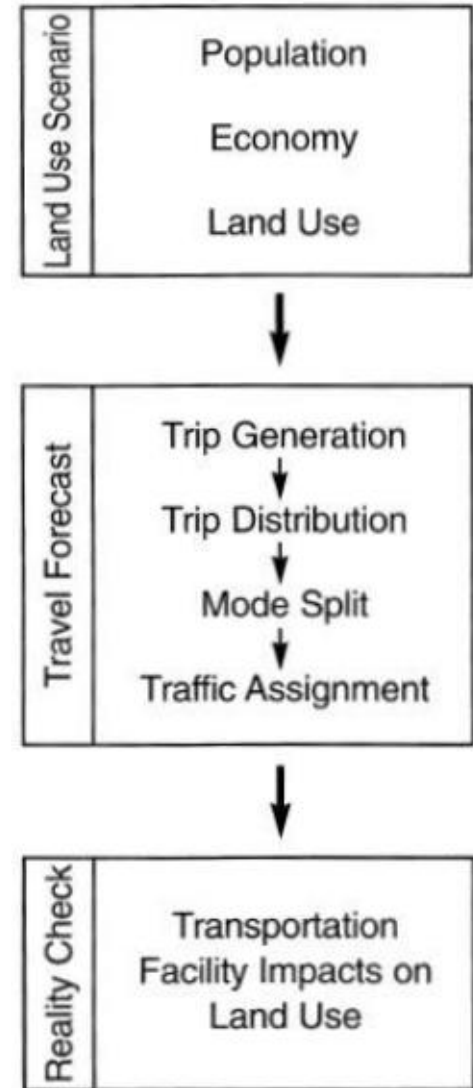 Land Use Scenario
Population
Economy
Land Use
Travel Forecast
Trip Generation
Trip Distribution
Mode Split
Traffic Assignment
Reality Check
Transportation
Facility Impacts on
Land Use